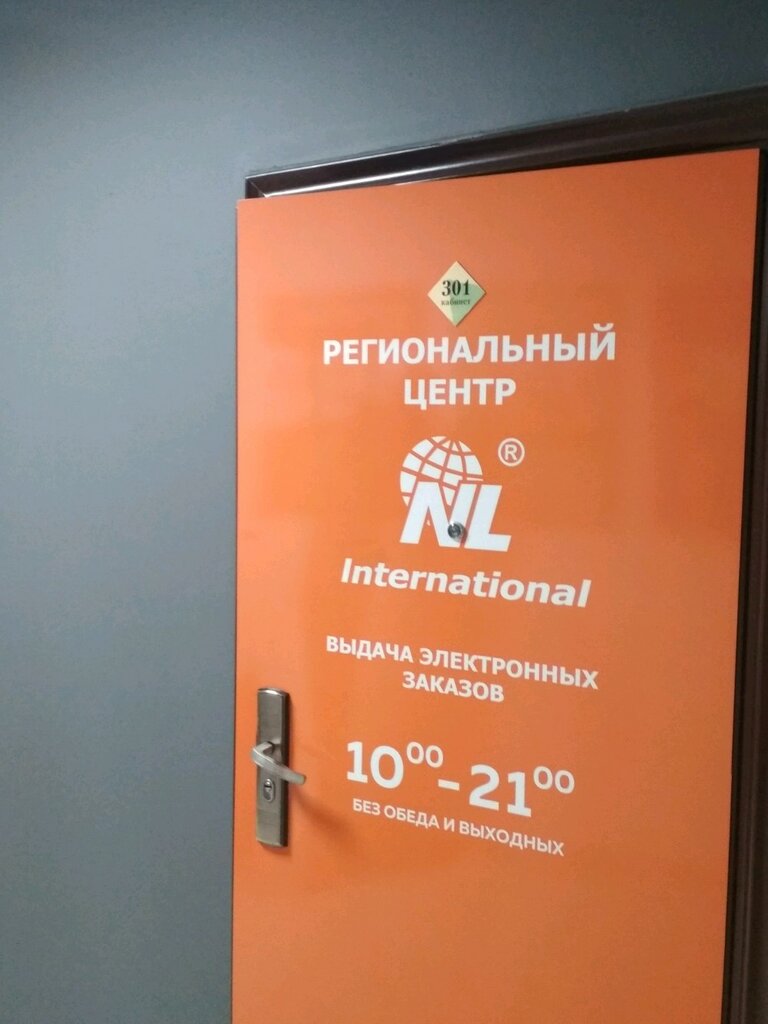 301
кабинет
РЕГИОНАЛЬНЫЙ
ЦЕНТР
NL ®
International
ВЫДАЧА ЭЛЕКТРОННЫХ
ЗАКАЗОВ
10⁰⁰-21⁰⁰
БЕЗ ОБЕДА И ВЫХОДНЫХ